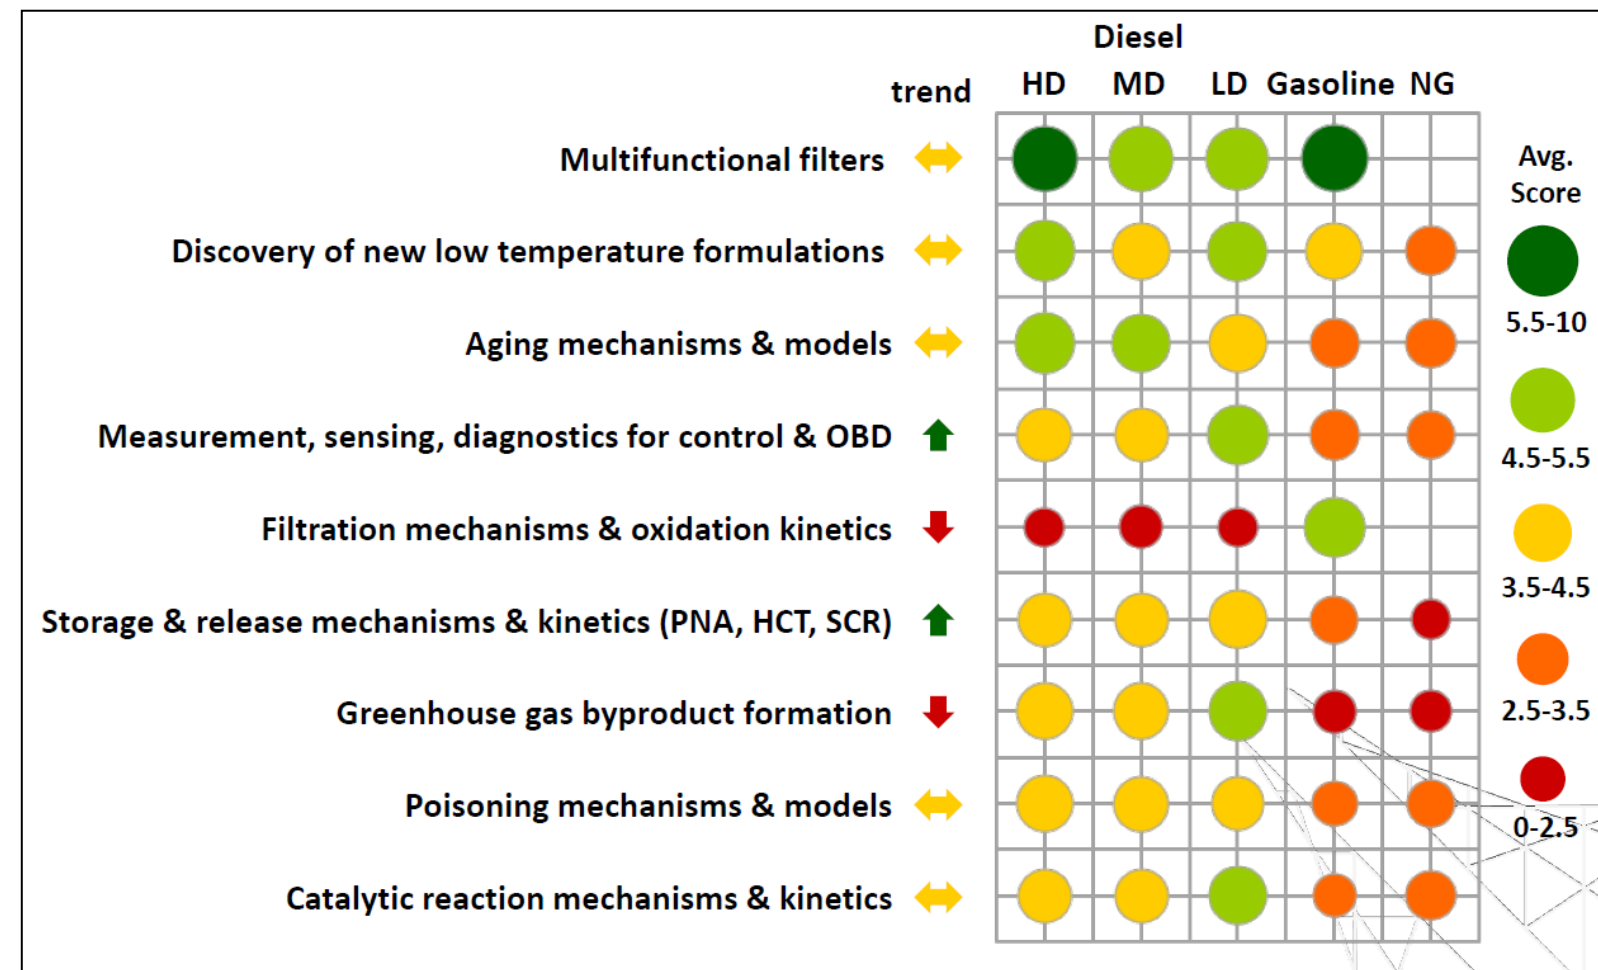 Diesel
trend HD MD LD Gasoline NG
Multifunctional filters
Discovery of new low temperature formulations
Aging mechanisms & models
Measurement, sensing, diagnostics for control & OBD
Filtration mechanisms & oxidation kinetics
Storage & release mechanisms & kinetics (PNA, HCT, SCR)
Greenhouse gas byproduct formation
Poisoning mechanisms & models
Catalytic reaction mechanisms & kinetics
Avg.
Score
5.5-10
4.5-5.5
3.5-4.5
2.5-3.5
0-2.5